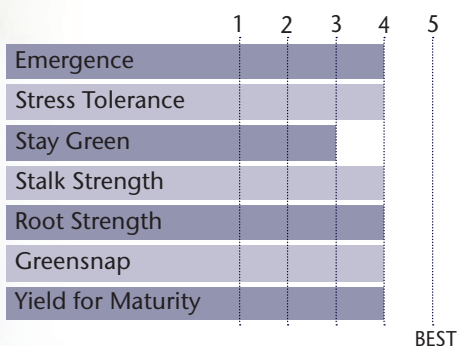 1 2 3 4 5
Emergence
Stress Tolerance
Stay Green
Stalk Strength
Root Strength
Greensnap
Yield for Maturity
BEST